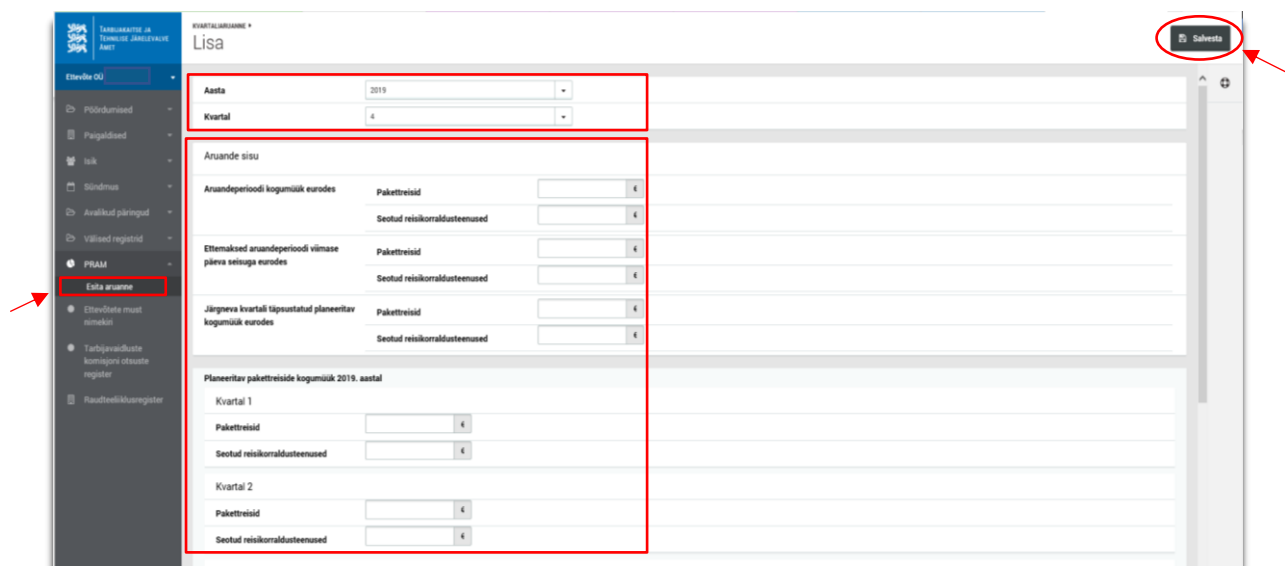 TARBIJAKAITSE JA
TEHNILISE JÄRELEVALVE
AMET
KVARTALIARUANNE
Lisa
Salvesta
Ettevõte OÜ
Pöördumised
Paigaldised
Isik
Sündmus
Avalikud päringud
Välised registrid
PRAM
Esita aruanne
Ettevõtete must
nimekiri
Tarbijavaidluste
komisjoni otsuste
register
Raudteeliiklusregister
Aasta 2019
Kvartal 4
Aruande sisu
Aruandeperioodi kogumüük eurodes
Pakettreisid €
Seotud reisikorraldusteenused €
Ettemaksed aruandeperioodi viimase
päeva seisuga eurodes
Pakettreisid €
Seotud reisikorraldusteenused €
Järgneva kvartali täpsustatud planeeritav
kogumüük eurodes
Pakettreisid €
Seotud reisikorraldusteenused €
Planeeritav pakettreiside kogumüük 2019. aastal
Kvartal 1
Pakettreisid €
Seotud reisikorraldusteenused €
Kvartal 2
Pakettreisid €
Seotud reisikorraldusteenused €